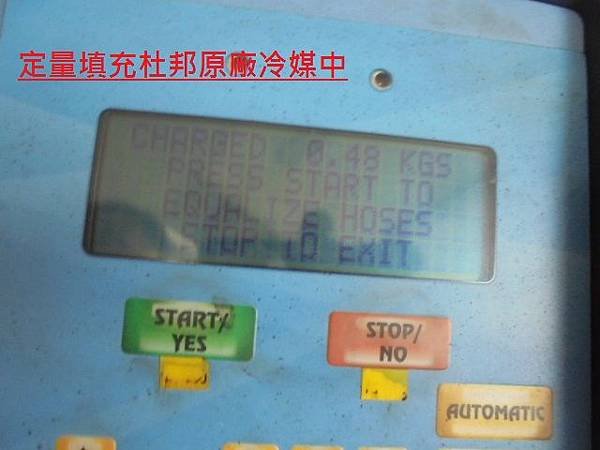 定量填充杜邦原廠冷媒中
CHARGED 0.48 KGS
PRESS START TO
EQUALIZE HOSES
STOP TO EXIT
START/
YES
STOP/
NO
AUTOMATIC